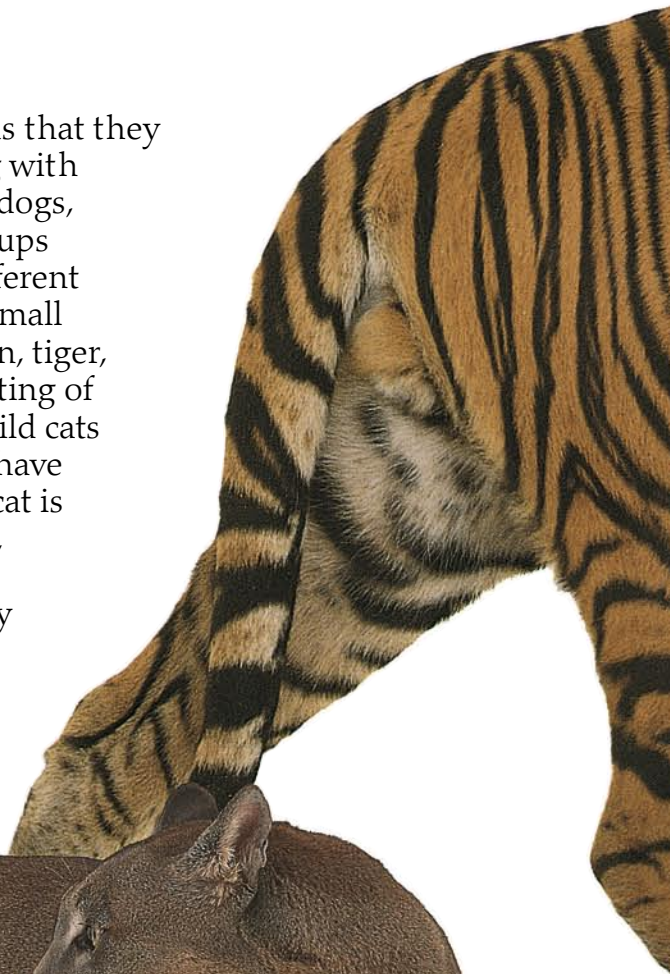 s that they
with
dogs,
ups
ferent
mall
n, tiger,
ting of
ild cats
have
cat is
y